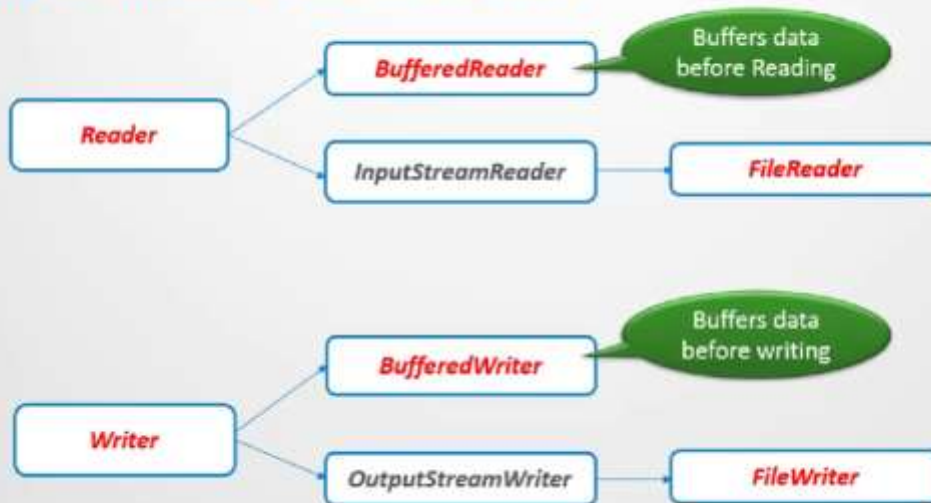 Buffers data
before Reading
BufferedReader
Reader
InputStreamReader
FileReader
Buffers data
before writing
BufferedWriter
Writer
OutputStreamWriter
FileWriter